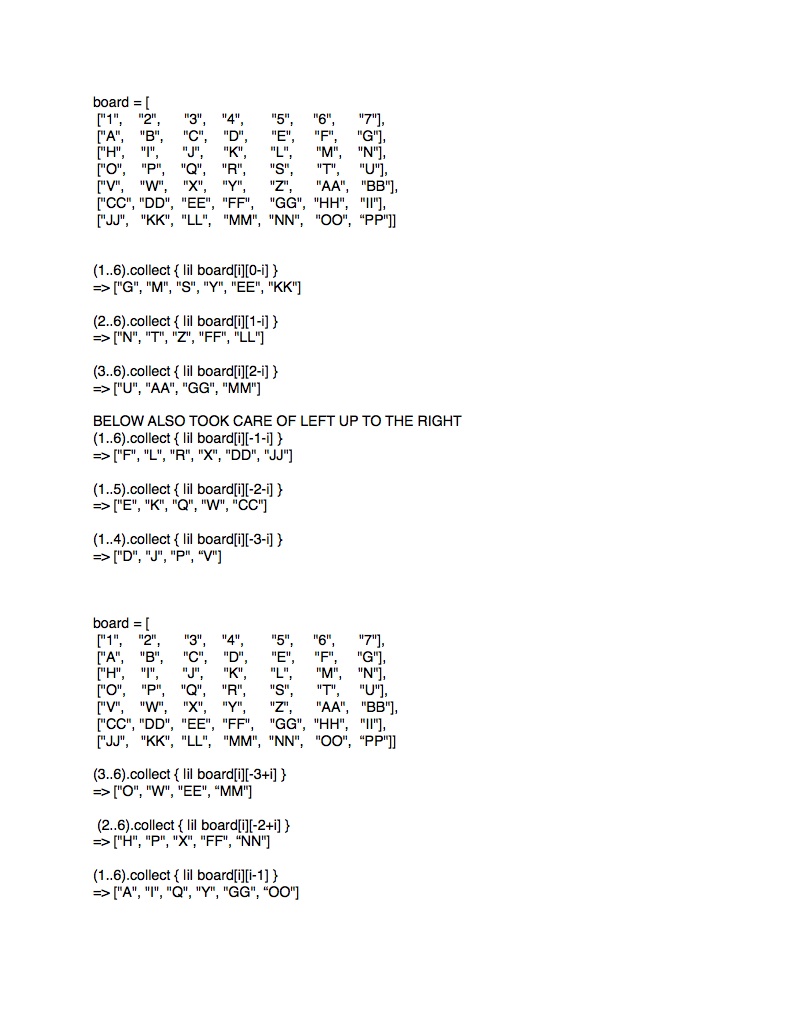 board = [
["1", "2", "3", "4", "5", "6", "7"],
["A", "B", "C", "D", "E", "F", "G"],
["H", "I", "J", "K", "L", "M", "N"],
["O", "P", "Q", "R", "S", "T", "U"],
["V", "W", "X", "Y", "Z", "AA", "BB"],
["CC", "DD", "EE", "FF", "GG", "HH", "II"],
["JJ", "KK", "LL", "MM", "NN", "OO", “PP"]]
(1..6).collect { |i| board[i][0-i] }
=> ["G", "M", "S", "Y", "EE", "KK"]
(2..6).collect { |i| board[i][1-i] }
=> ["N", "T", "Z", "FF", "LL"]
(3..6).collect { |i| board[i][2-i] }
=> ["U", "AA", "GG", "MM"]
BELOW ALSO TOOK CARE OF LEFT UP TO THE RIGHT
(1..6).collect { |i| board[i][-1-i] }
=> ["F", "L", "R", "X", "DD", "JJ"]
(1..5).collect { |i| board[i][-2-i] }
=> ["E", "K", "Q", "W", "CC"]
(1..4).collect { |i| board[i][-3-i] }
=> ["D", "J", "P", “V"]
board = [
["1", "2", "3", "4", "5", "6", "7"],
["A", "B", "C", "D", "E", "F", "G"],
["H", "I", "J", "K", "L", "M", "N"],
["O", "P", "Q", "R", "S", "T", "U"],
["V", "W", "X", "Y", "Z", "AA", "BB"],
["CC", "DD", "EE", "FF", "GG", "HH", "II"],
["JJ", "KK", "LL", "MM", "NN", "OO", “PP"]]
(3..6).collect { |i| board[i][-3+i] }
=> ["O", "W", "EE", “MM"]
(2..6).collect { |i| board[i][-2+i] }
=> ["H", "P", "X", "FF", “NN"]
(1..6).collect { |i| board[i][i-1] }
=> ["A", "I", "Q", "Y", "GG", “OO"]